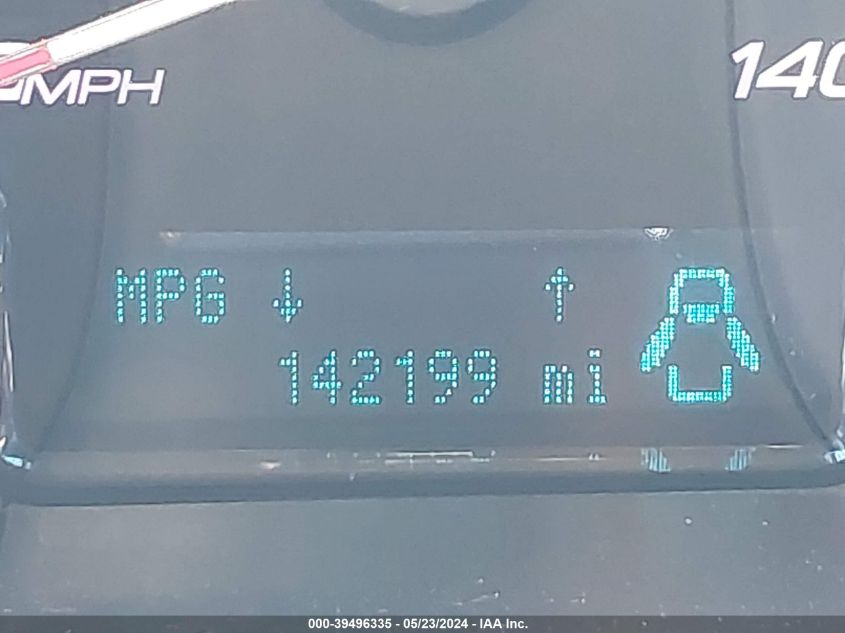 MPH
140
MPG ↓ ↑
142199 mi
000-39496335 - 05/23/2024 - IAA Inc.